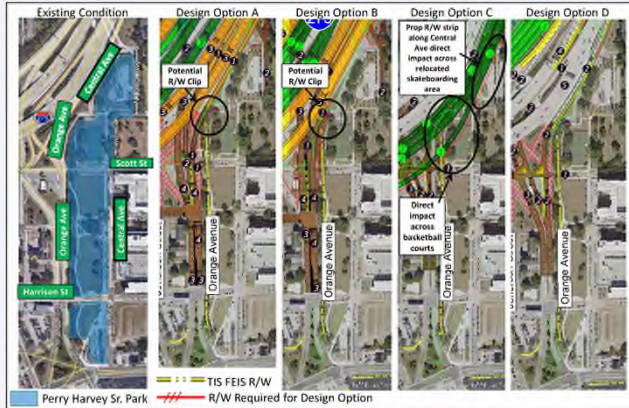 Existing Condition
Design Option A
Design Option B
Design Option C
Design Option D
Central Ave
Orange Ave
Scott St
Orange Ave
Central Ave
Harrison St
Potential
R/W Clip
Orange Avenue
Potential
R/W Clip
Orange Avenue
Prop R/W strip
along Central
Ave direct
impact across
relocated
skateboarding
area
Direct
impact
across
basketball
courts
Orange Avenue
Orange Avenue
Perry Harvey Sr. Park
TIS FEIS R/W
R/W Required for Design Option